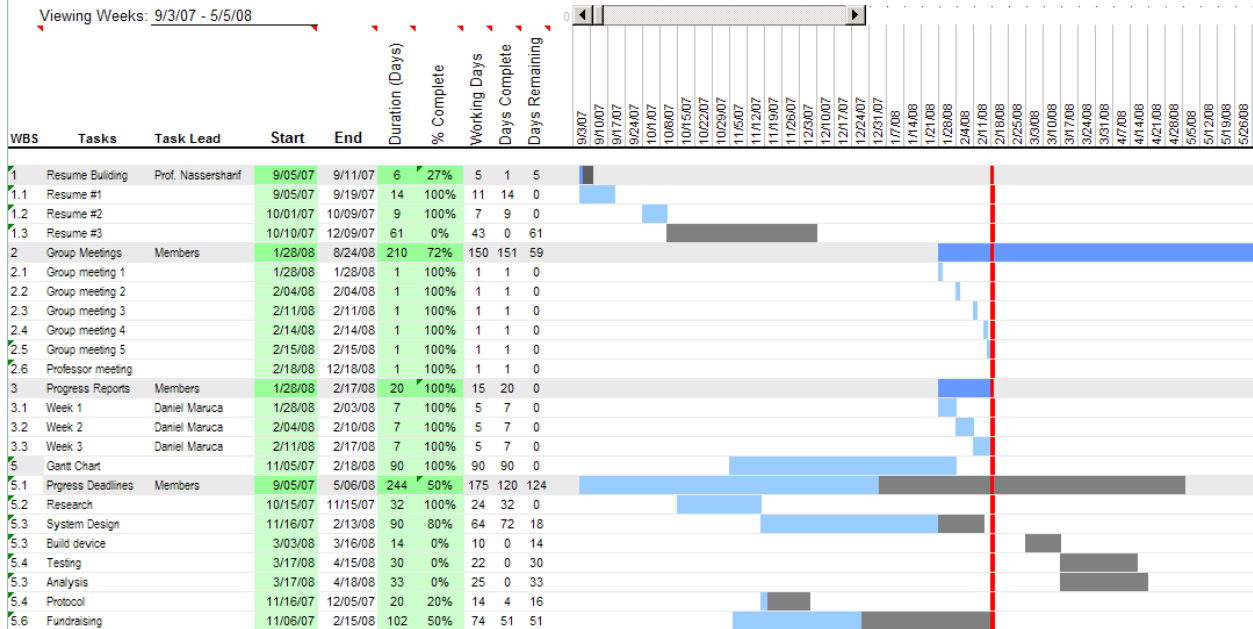 Viewing Weeks: 9/3/07 - 5/5/08
0
WBS Tasks Task Lead Start End Duration (Days) % Complete Working Days Days Complete Days Remaining 9/3/07 9/10/07 9/17/07 9/24/07 10/1/07 10/8/07 10/15/07 10/22/07 10/29/07 11/5/07 11/12/07 11/19/07 11/26/07 12/3/07 12/10/07 12/17/07 12/24/07 12/31/07 1/7/08 1/14/08 1/21/08 1/28/08 2/4/08 2/11/08 2/18/08 2/25/08 3/3/08 3/10/08 3/17/08 3/24/08 3/31/08 4/7/08 4/14/08 4/21/08 4/28/08 5/5/08 5/12/08 5/19/08 5/26/08
1 Resume Buliding Prof. Nassersharif 9/05/07 9/11/07 6 27% 5 1 5
1.1 Resume #1 9/05/07 9/19/07 14 100% 11 14 0
1.2 Resume #2 10/01/07 10/09/07 9 100% 7 9 0
1.3 Resume #3 10/10/07 12/09/07 61 0% 43 0 61
2 Group Meetings Members 1/28/08 8/24/08 210 72% 150 151 59
2.1 Group meeting 1 1/28/08 1/28/08 1 100% 1 1 0
2.2 Group meeting 2 2/04/08 2/04/08 1 100% 1 1 0
2.3 Group meeting 3 2/11/08 2/11/08 1 100% 1 1 0
2.4 Group meeting 4 2/14/08 2/14/08 1 100% 1 1 0
2.5 Group meeting 5 2/15/08 2/15/08 1 100% 1 1 0
2.6 Professor meeting 2/18/08 12/18/08 1 100% 1 1 0
3 Progress Reports Members 1/28/08 2/17/08 20 100% 15 20 0
3.1 Week 1 Daniel Maruca 1/28/08 2/03/08 7 100% 5 7 0
3.2 Week 2 Daniel Maruca 2/04/08 2/10/08 7 100% 5 7 0
3.3 Week 3 Daniel Maruca 2/11/08 2/17/08 7 100% 5 7 0
5 Gantt Chart 11/05/07 2/18/08 90 100% 90 90 0
5.1 Prgress Deadlines Members 9/05/07 5/06/08 244 50% 175 120 124
5.2 Research 10/15/07 11/15/07 32 100% 24 32 0
5.3 System Design 11/16/07 2/13/08 90 80% 64 72 18
5.3 Build device 3/03/08 3/16/08 14 0% 10 0 14
5.4 Testing 3/17/08 4/15/08 30 0% 22 0 30
5.3 Analysis 3/17/08 4/18/08 33 0% 25 0 33
5.4 Protocol 11/16/07 12/05/07 20 20% 14 4 16
5.6 Fundraising 11/06/07 2/15/08 102 50% 74 51 51